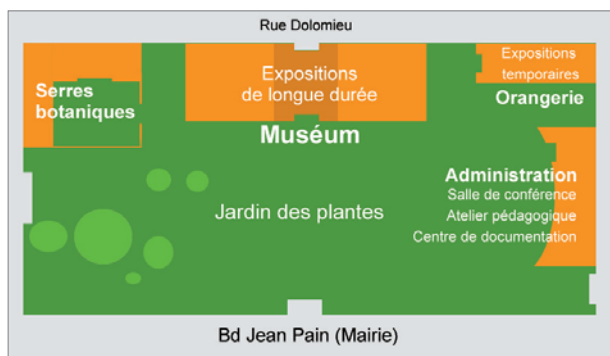 Rue Dolomieu
Serres
botaniques
Expositions
de longue durée
Muséum
Expositions
temporaires
Orangerie
Administration
Salle de conférence
Atelier pédagogique
Centre de documentation
Jardin des plantes
Bd Jean Pain (Mairie)